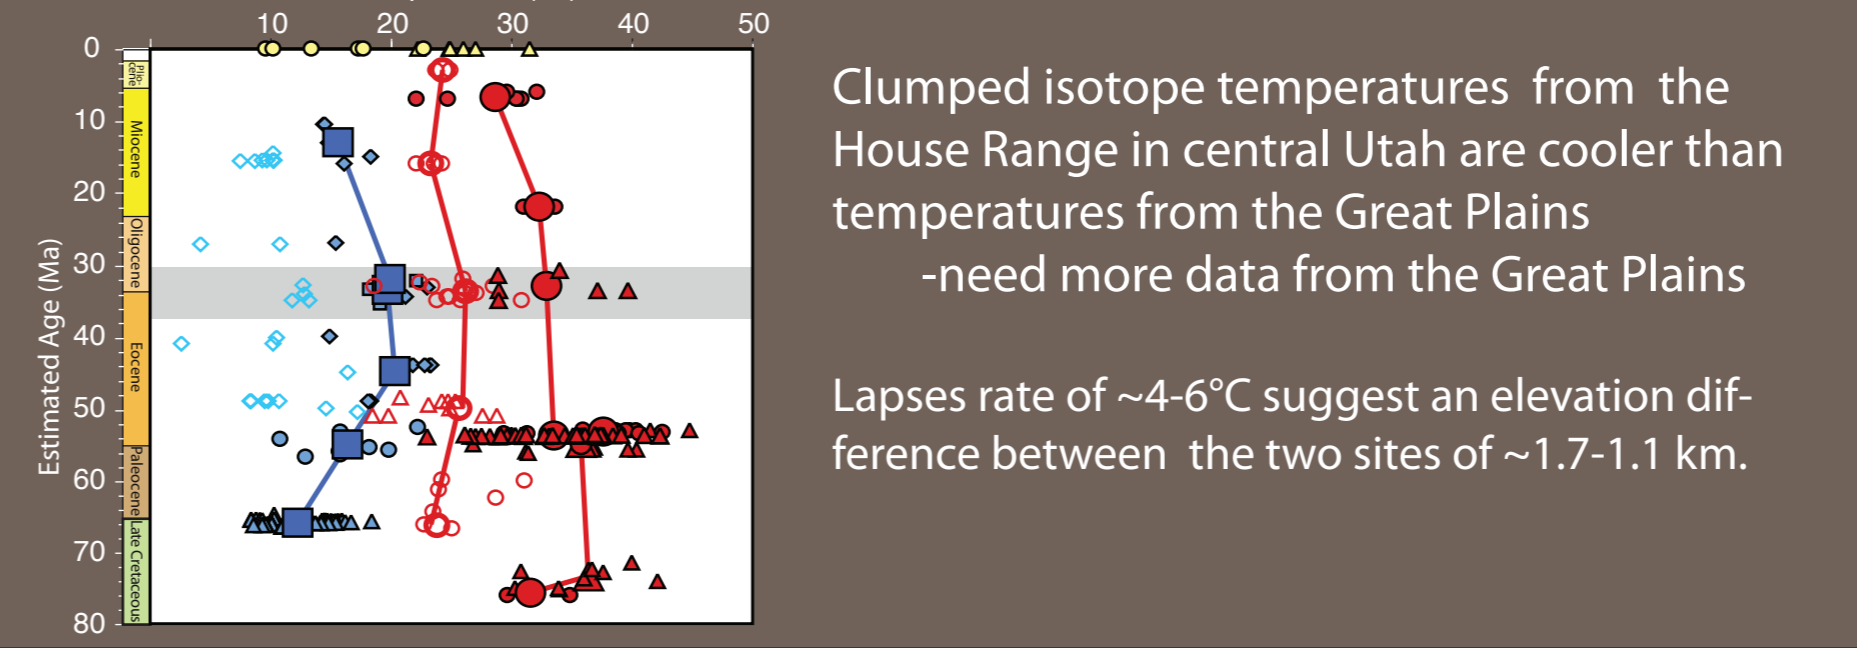 10 20 30 40 50
0
10
20
30
40
50
60
70
80
Estimated Age (Ma)
Plio-
cene
Miocene
Oligocene
Eocene
Paleocene
Late Cretaceous
Clumped isotope temperatures from the
House Range in central Utah are cooler than
temperatures from the Great Plains
-need more data from the Great Plains
Lapses rate of ~4-6°C suggest an elevation dif-
ference between the two sites of ~1.7-1.1 km.